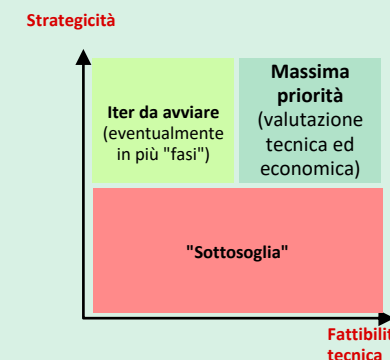 Strategicità
Iter da avviare
(eventualmente
in più "fasi")
Massima
priorità
(valutazione
tecnica ed
economica)
"Sottosoglia"
Fattibilit
tecnica